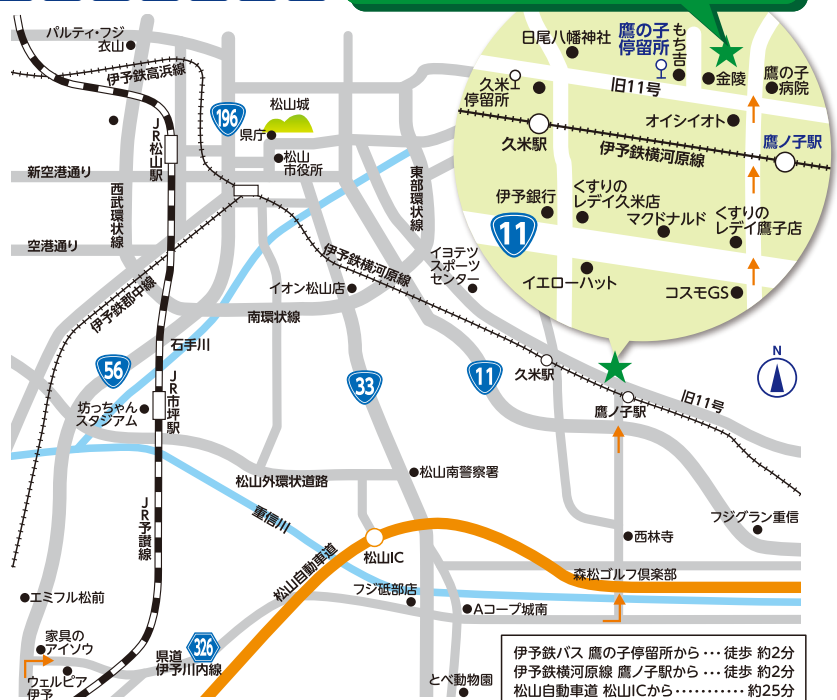 パルティ・フジ
衣山
伊予鉄高浜線
196
松山城
県庁
松山
市役所
JR松山駅
新空港通り
西武環状線
空港通り
東部環状線
伊予鉄横河原線
イヨテツ
スポーツ
センター
伊予鉄郡中線
イオン松山店
南環状線
石手川
56
33
11
JR市坪駅
坊っちゃん
スタジアム
久米駅
鷹ノ子駅
旧11号
N
日尾八幡神社
鷹の子
停留所
もち吉
金陵
鷹の子
病院
久米
停留所
旧11号
オイシイオト
久米駅
伊予鉄横河原線
鷹ノ子駅
伊予銀行
くすりの
レデイ久米店
マクドナルド
くすりの
レデイ鷹子店
11
イエローハット
コスモGS
松山外環状道路
松山南警察署
重信川
JR予讃線
松山IC
松山自動車道
西林寺
フジグラン重信
森松ゴルフ倶楽部
フジ砥部店
Aコープ城南
エミフル松前
家具の
アイソウ
ウェルピア
伊予
県道
伊予川内線
326
とべ動物園
伊予鉄バス 鷹の子停留所から … 徒歩 約2分
伊予鉄横河原線 鷹ノ子駅から … 徒歩 約2分
松山自動車道 松山ICから ………… 約25分